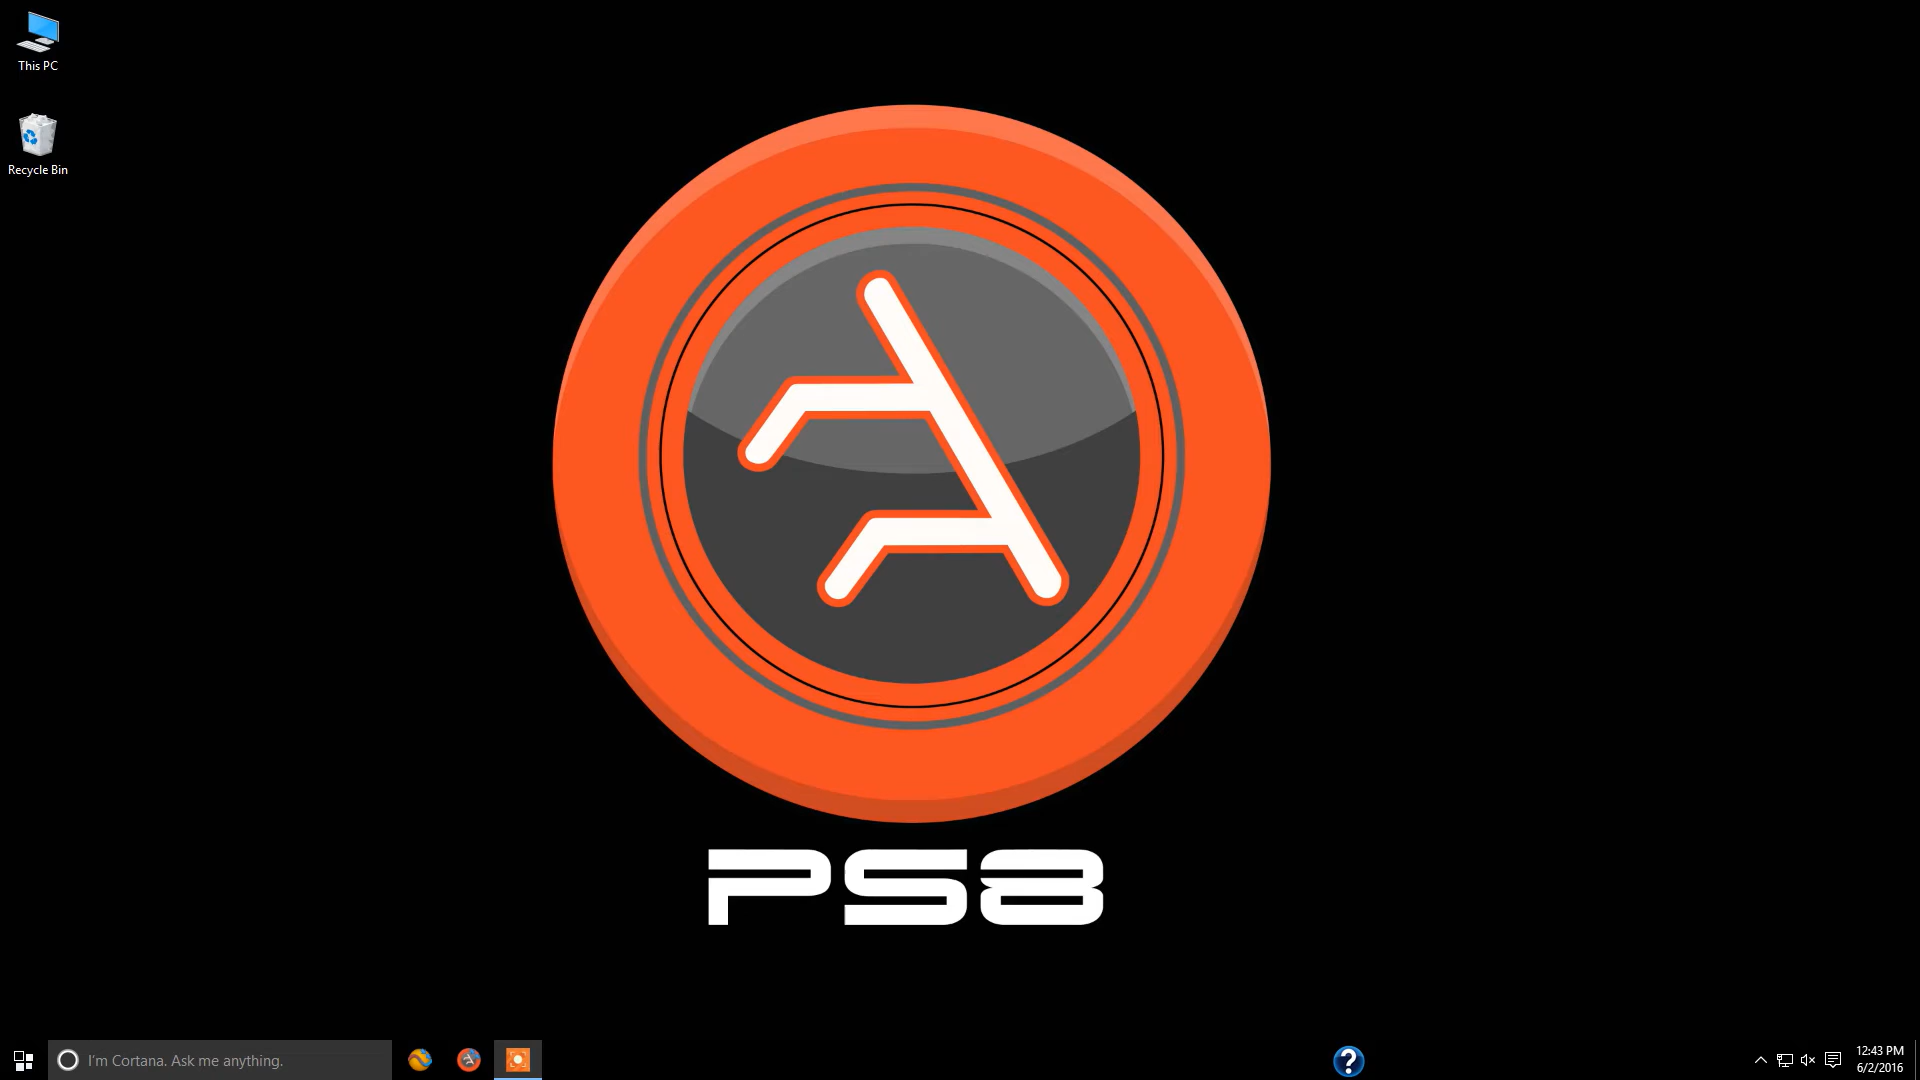 This PC
Recycle Bin
PS8
I'm Cortana. Ask me anything.
?
12:43 PM
6/2/2016